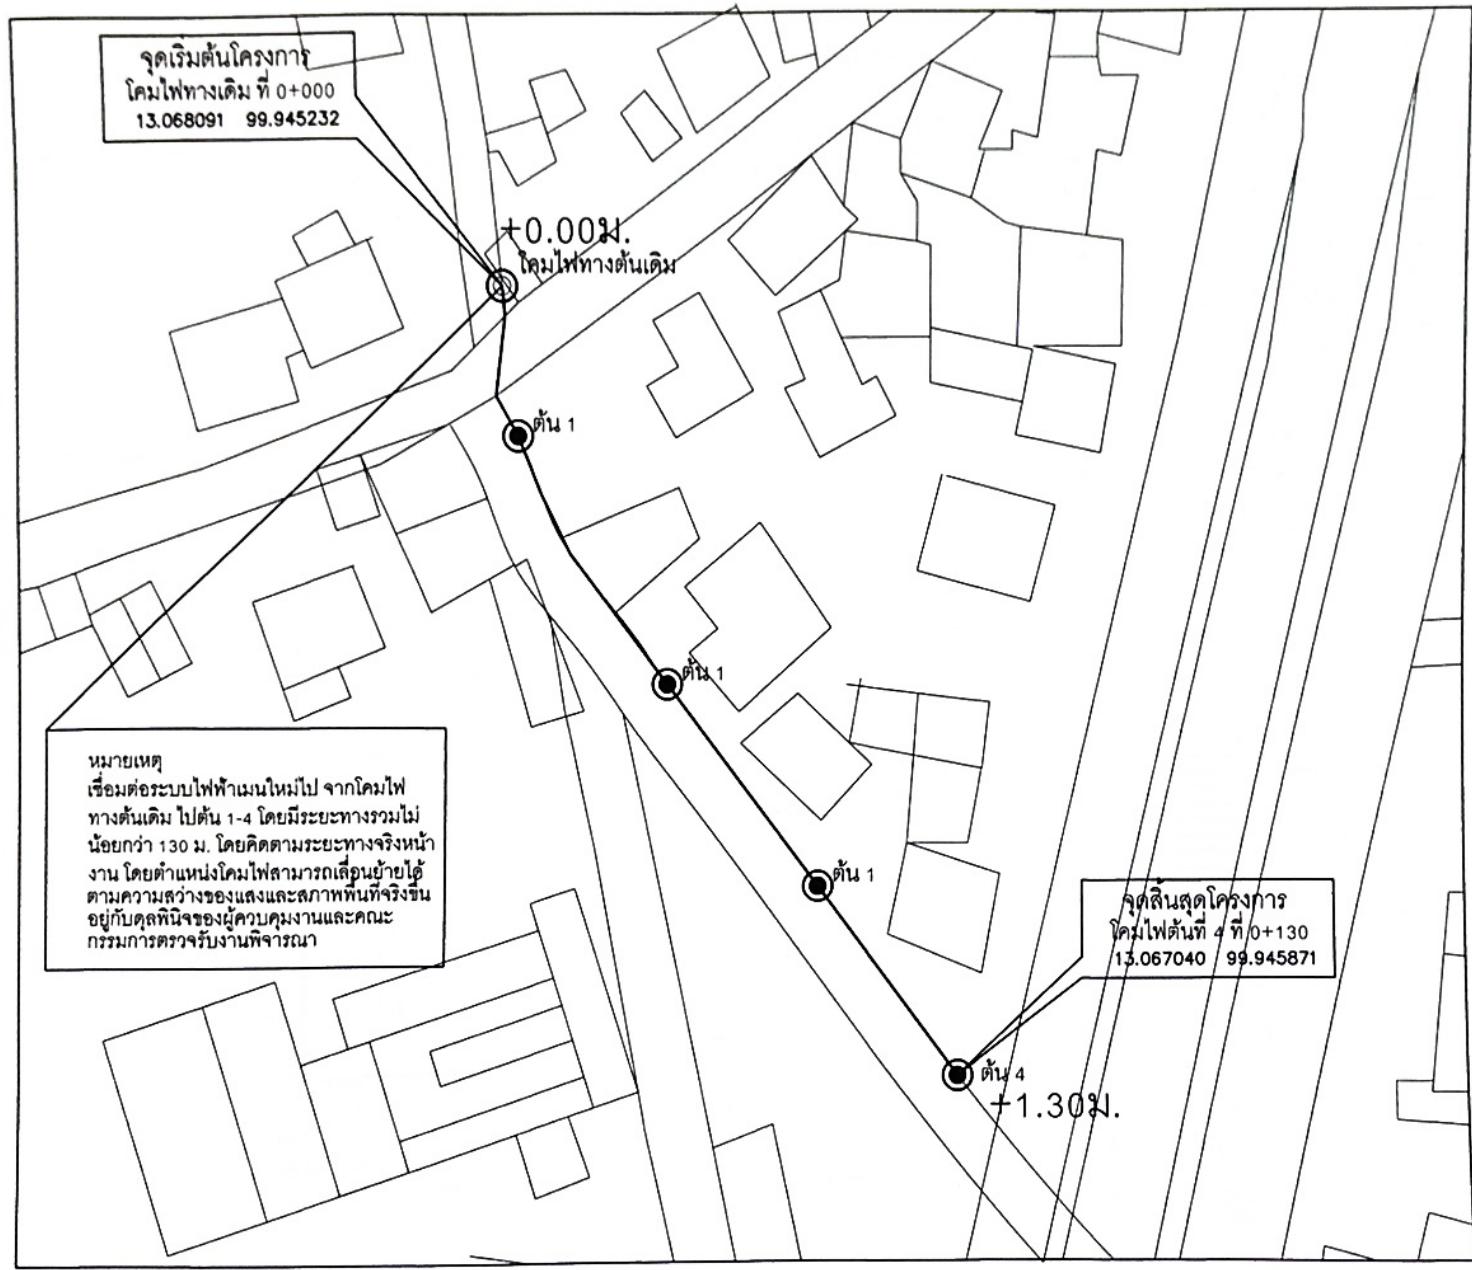 จุดเริ่มต้นโครงการ
โคมไฟทางเดิม ที่ 0+000
13.068091 99.945232
+0.00ม.
โคมไฟทางต้นเดิม
ต้น 1
ต้น 1
หมายเหตุ
เชื่อมต่อระบบไฟฟ้าเมนใหม่ไป จากโคมไฟ
ทางต้นเดิม ไปต้น 1-4 โดยมีระยะทางรวมไม่
น้อยกว่า 130 ม. โดยคิดตามระยะทางจริงหน้า
งาน โดยตำแหน่งโคมไฟสามารถเลื่อนย้ายได้
ตามความสว่างของแสงและสภาพพื้นที่จริงขึ้น
อยู่กับดุลพินิจของผู้ควบคุมงานและคณะ
กรรมการตรวจรับงานพิจารณา
ต้น 1
จุดสิ้นสุดโครงการ
โคมไฟต้นที่ 4 ที่ 0+130
13.067040 99.945871
ต้น 4
+1.30ม.